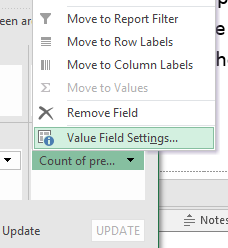 Move to Report Filter
Move to Row Labels
Move to Column Labels
Move to Values
Remove Field
Value Field Settings...
Count of pre...
Update
UPDATE
Notes